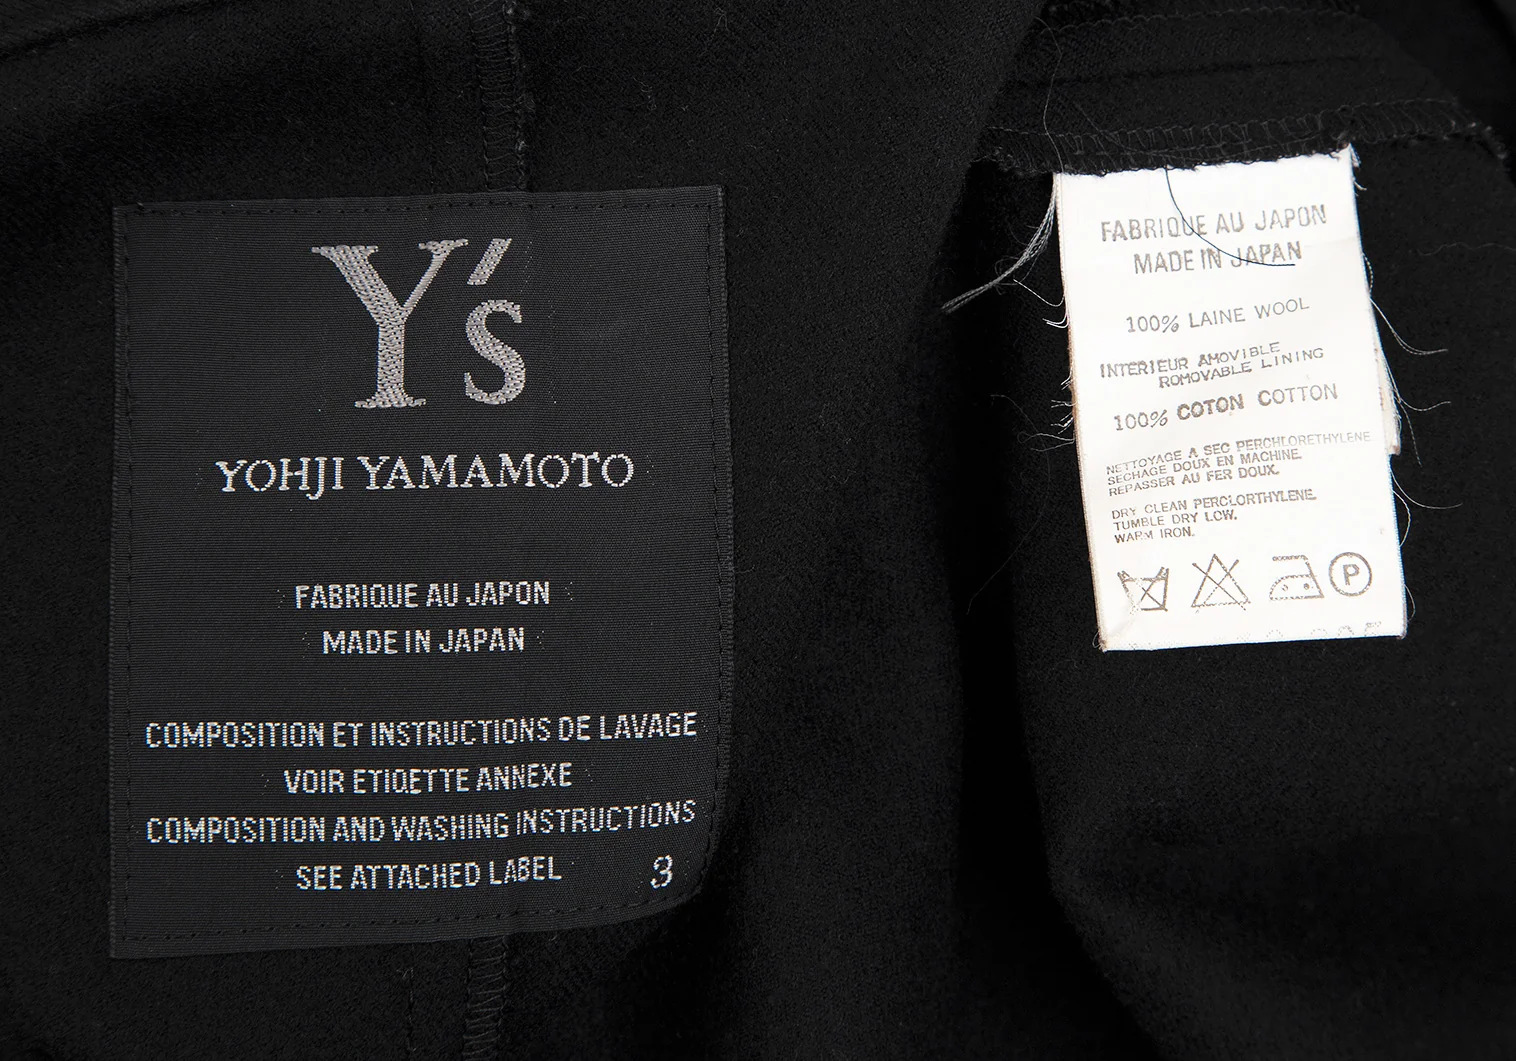 Y's
YOHJI YAMAMOTO
FABRIQUE AU JAPON
MADE IN JAPAN
COMPOSITION ET INSTRUCTIONS DE LAVAGE
VOIR ETIQETTE ANNEXE
COMPOSITION AND WASHING INSTRUCTIONS
SEE ATTACHED LABEL 3
FABRIQUE AU JAPON
MADE IN JAPAN
100% LAINE WOOL
INTERIEUR AMOVIBLE
ROMOVABLE LINING
100% COTON COTTON
NETTOYAGE A SEC PERCHLORETHYLENE
SECHAGE DOUX EN MACHINE.
REPASSER AU FER DOUX.
DRY CLEAN PERCLORTHYLENE.
TUMBLE DRY LOW.
WARM IRON.
P